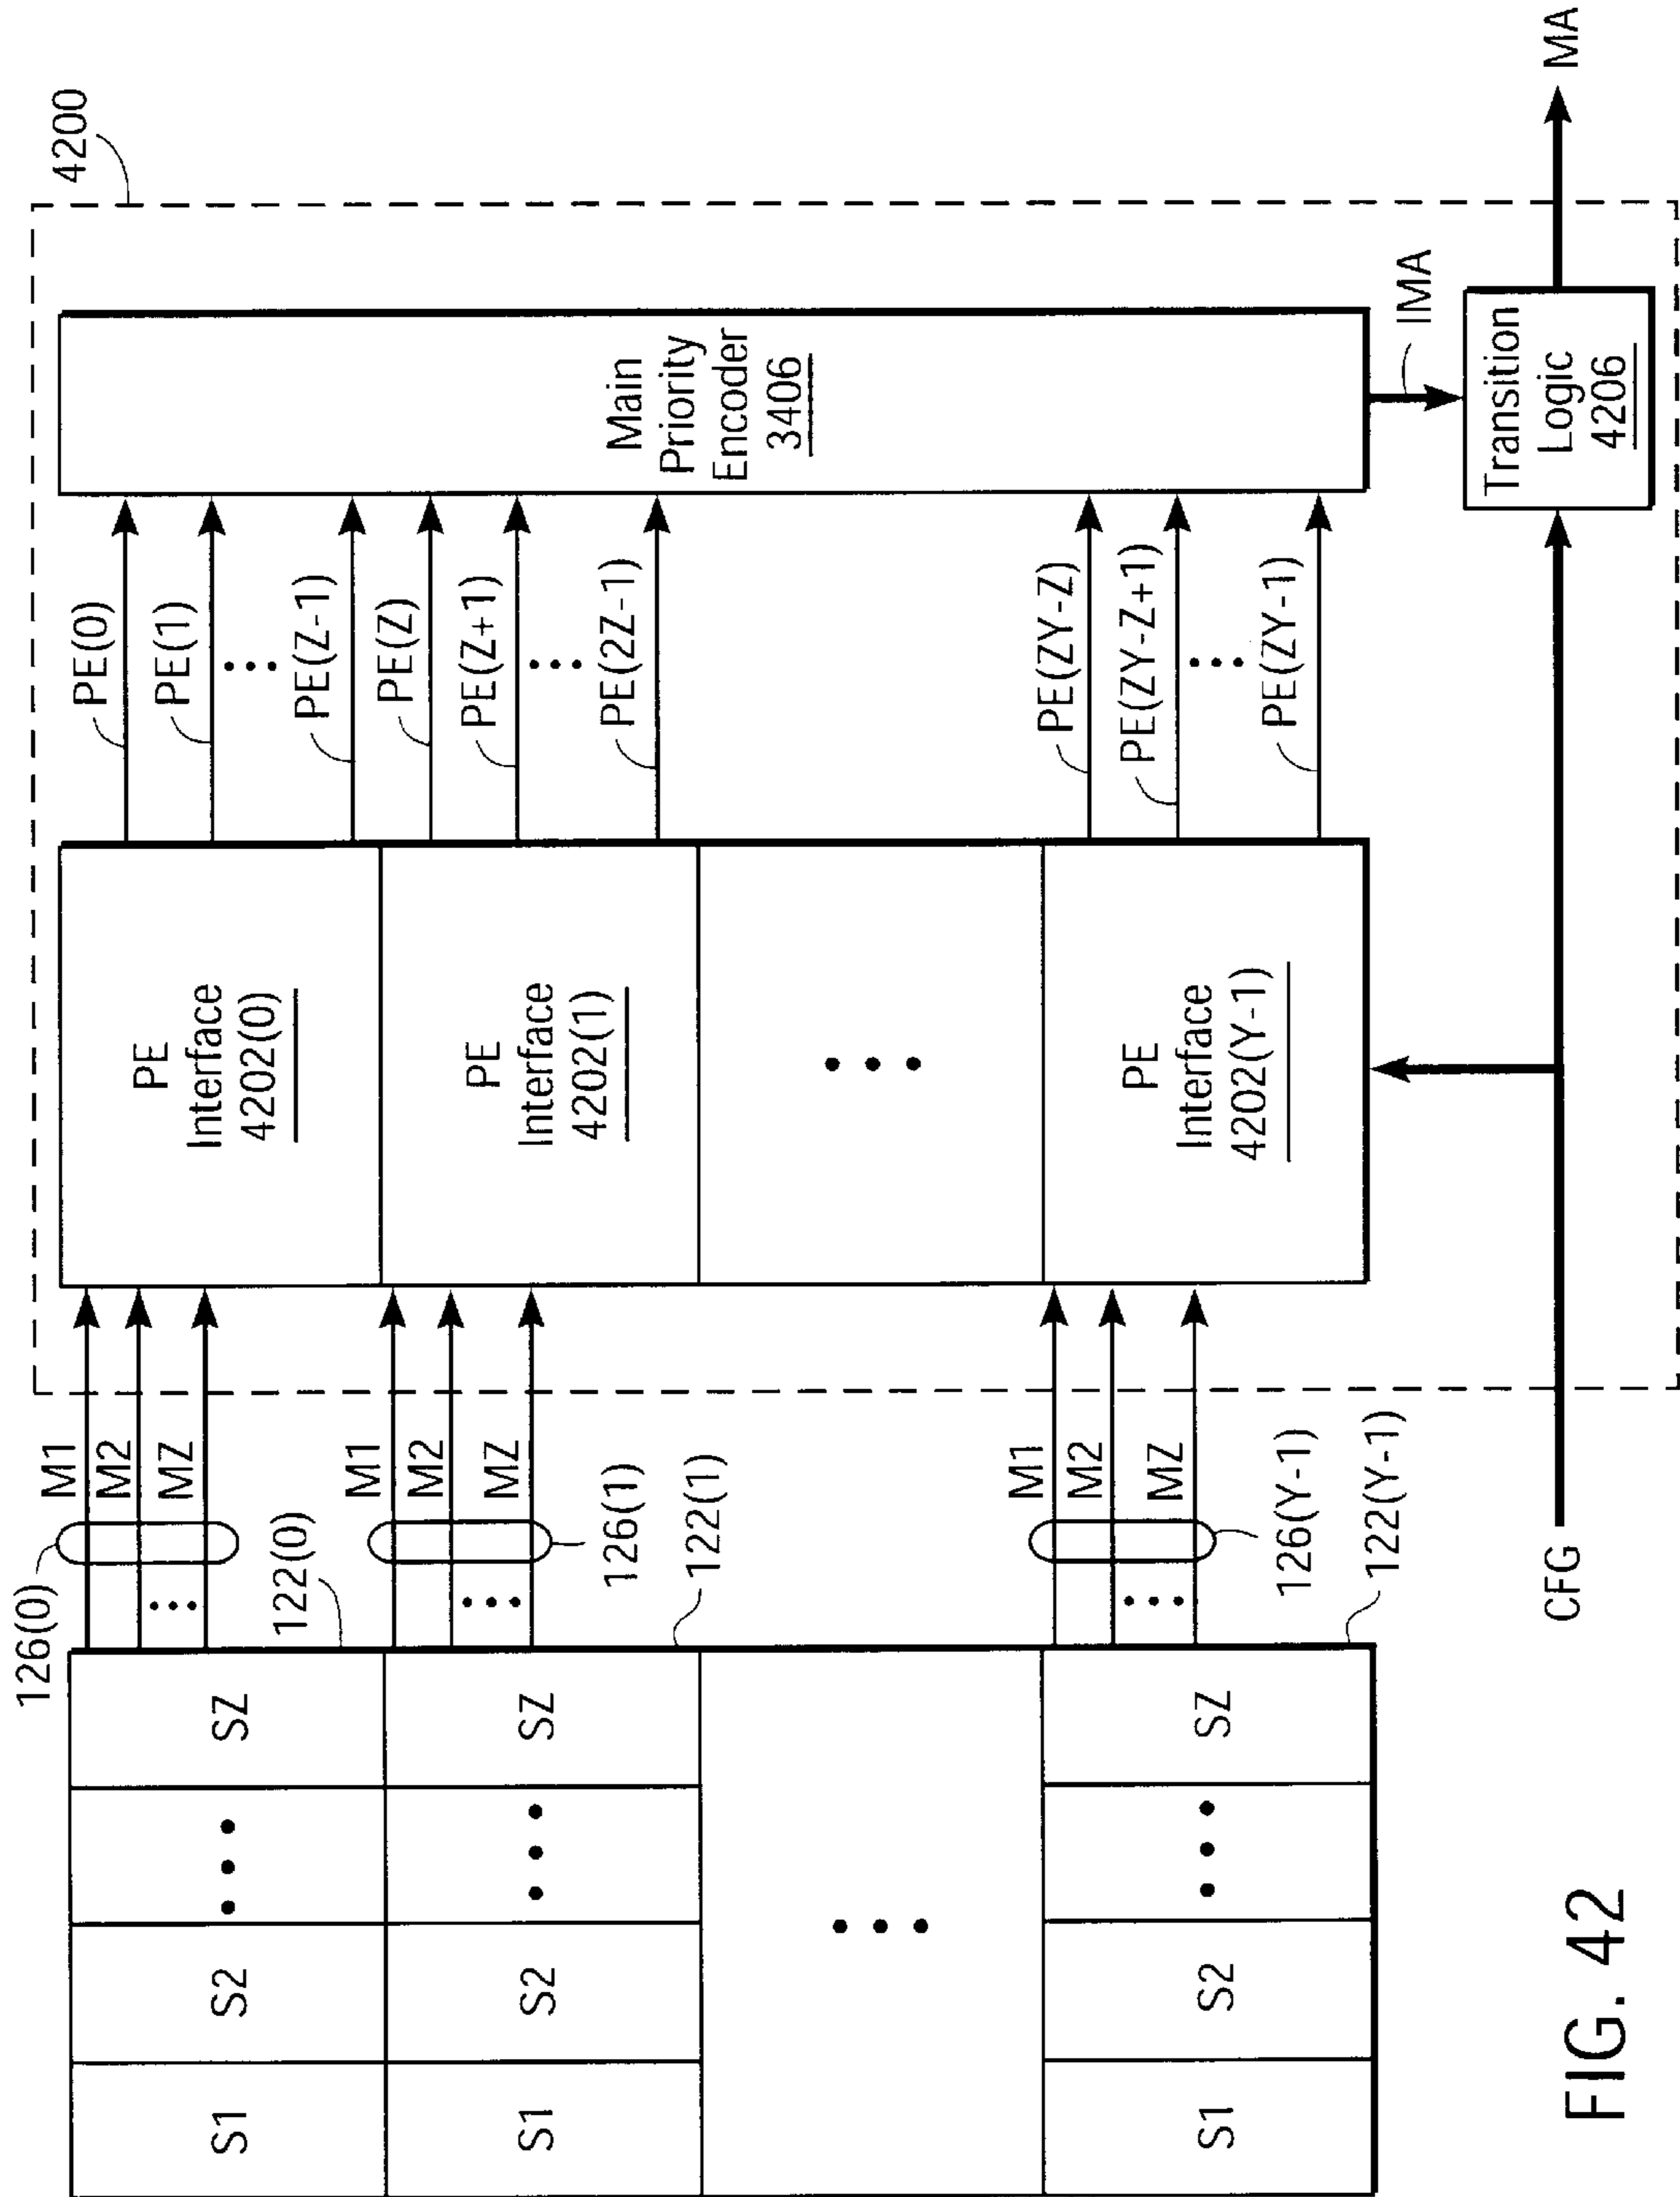 4200
126(0)
M1
M2
MZ
122(0)
S1
S2
SZ
PE
Interface
4202(0)
PE(0)
PE(1)
PE(Z-1)
126(1)
M1
M2
MZ
122(1)
S1
S2
SZ
PE
Interface
4202(1)
PE(Z)
PE(Z+1)
PE(2Z-1)
Main
Priority
Encoder
3406
126(Y-1)
M1
M2
MZ
122(Y-1)
S1
S2
SZ
PE
Interface
4202(Y-1)
PE(ZY-Z)
PE(ZY-Z+1)
PE(ZY-1)
IMA
CFG
Transition
Logic
4206
MA
FIG. 42